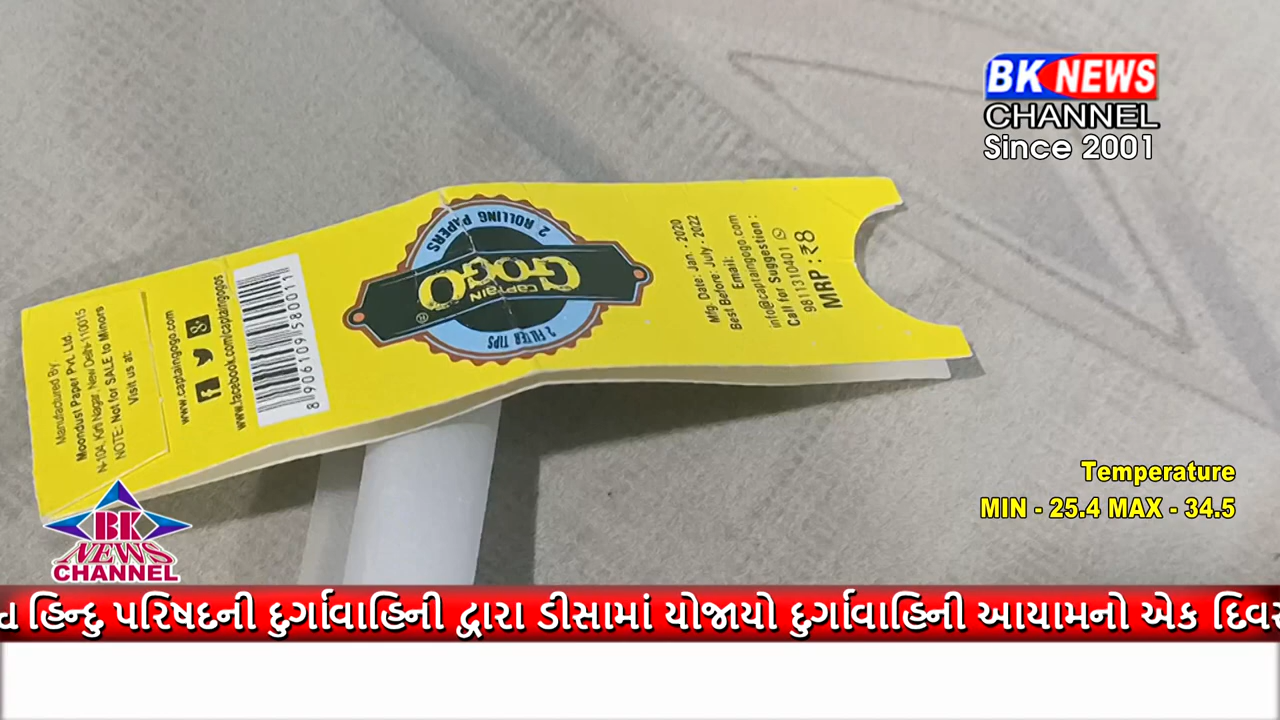 BK NEWS
CHANNEL
Since 2001
Manufactured By
Moondust Paper Pvt. Ltd.
N-104, Kirti Nagar, New Delhi-110015
NOTE: Not for SALE to Minors
Visit us at:
www.captaingogo.com
www.facebook.com/captaingogos
8 906109 580011
2 ROLLING PAPERS
CAPTAIN
GOGO
®
2 FILTER TIPS
Mfg. Date: Jan. - 2020
Best Before: July - 2022
Email:
info@captaingogo.com
Call for Suggestion :
9811310401
MRP : ₹8
Temperature
MIN - 25.4 MAX - 34.5
BK
NEWS
CHANNEL
હિન્દુ પરિષદની દુર્ગાવાહિની દ્વારા ડીસામાં યોજાયો દુર્ગાવાહિની આયામનો એક